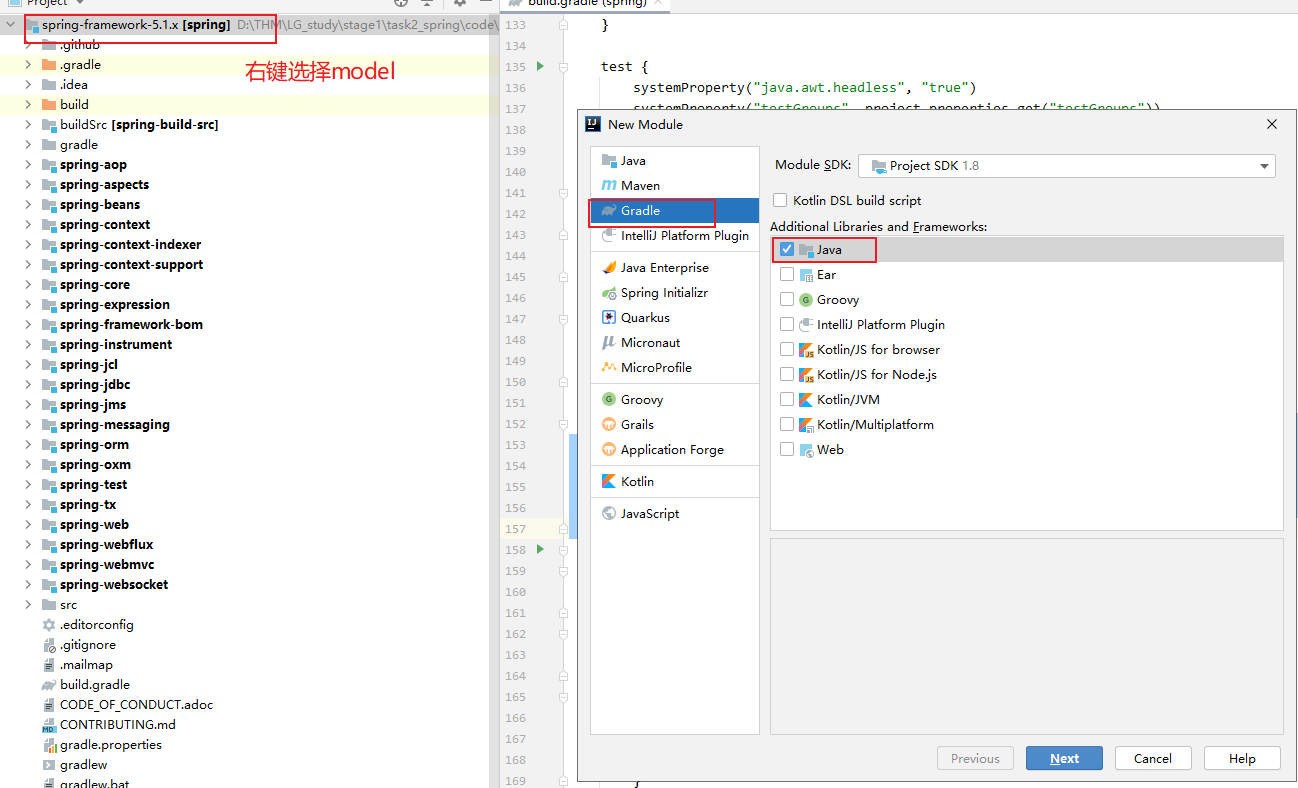 Project
spring-framework-5.1.x [spring] D:\THM\LG_study\stage1\task2_spring\code\
.github
.gradle
.idea
build
buildSrc [spring-build-src]
gradle
spring-aop
spring-aspects
spring-beans
spring-context
spring-context-indexer
spring-context-support
spring-core
spring-expression
spring-framework-bom
spring-instrument
spring-jcl
spring-jdbc
spring-jms
spring-messaging
spring-orm
spring-oxm
spring-test
spring-tx
spring-web
spring-webflux
spring-webmvc
spring-websocket
src
.editorconfig
.gitignore
.mailmap
build.gradle
CODE_OF_CONDUCT.adoc
CONTRIBUTING.md
gradle.properties
gradlew
gradlew.bat
右键选择model
build.gradle (spring)
133 }
134
135 test {
136 systemProperty("java.awt.headless", "true")
137 systemProperty("testGroups", project.properties.get("testGroups"))
138
139
140
141
142
143
144
145
146
147
148
149
150
151
152
153
154
155
156
157
158
159
160
161
162
163
164
165
166
167
168
169 }
New Module
Java
Maven
Gradle
IntelliJ Platform Plugin
Java Enterprise
Spring Initializr
Quarkus
Micronaut
MicroProfile
Groovy
Grails
Application Forge
Kotlin
JavaScript
Module SDK: Project SDK 1.8
Kotlin DSL build script
Additional Libraries and Frameworks:
Java
Ear
Groovy
IntelliJ Platform Plugin
Kotlin/JS for browser
Kotlin/JS for Node.js
Kotlin/JVM
Kotlin/Multiplatform
Web
Previous Next Cancel Help